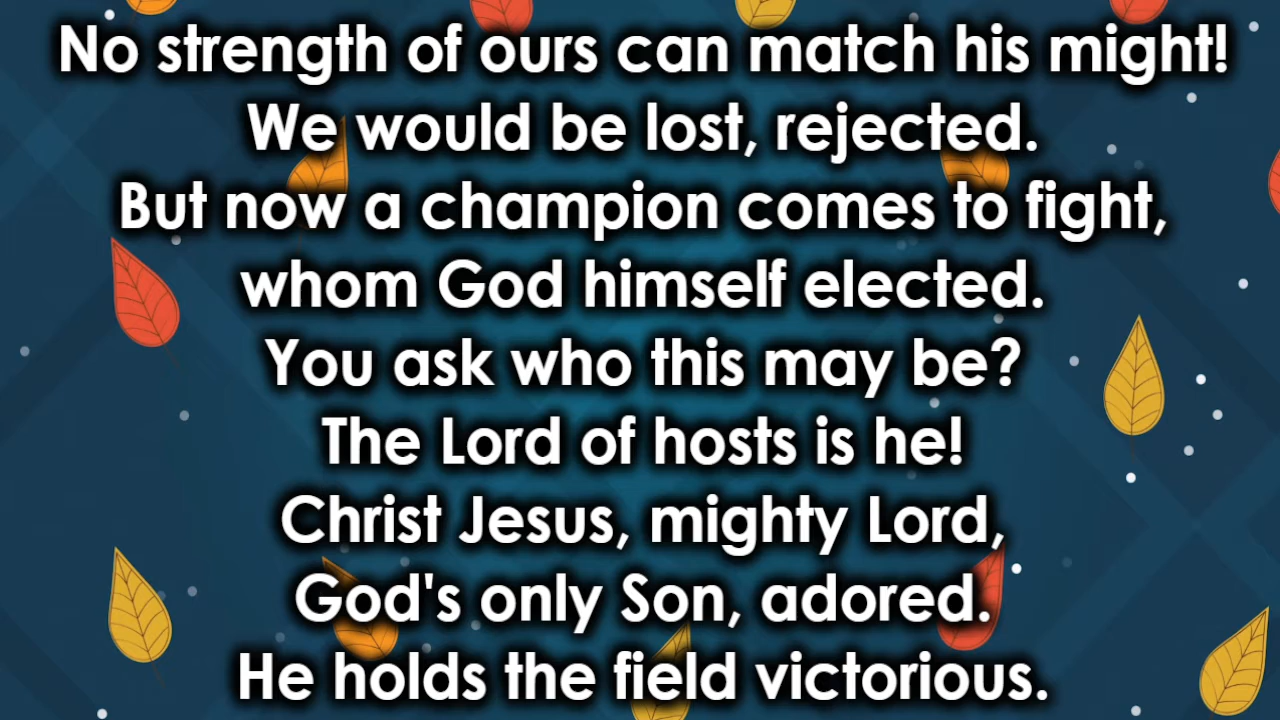 No strength of ours can match his might!
We would be lost, rejected.
But now a champion comes to fight,
whom God himself elected.
You ask who this may be?
The Lord of hosts is he!
Christ Jesus, mighty Lord,
God's only Son, adored.
He holds the field victorious.